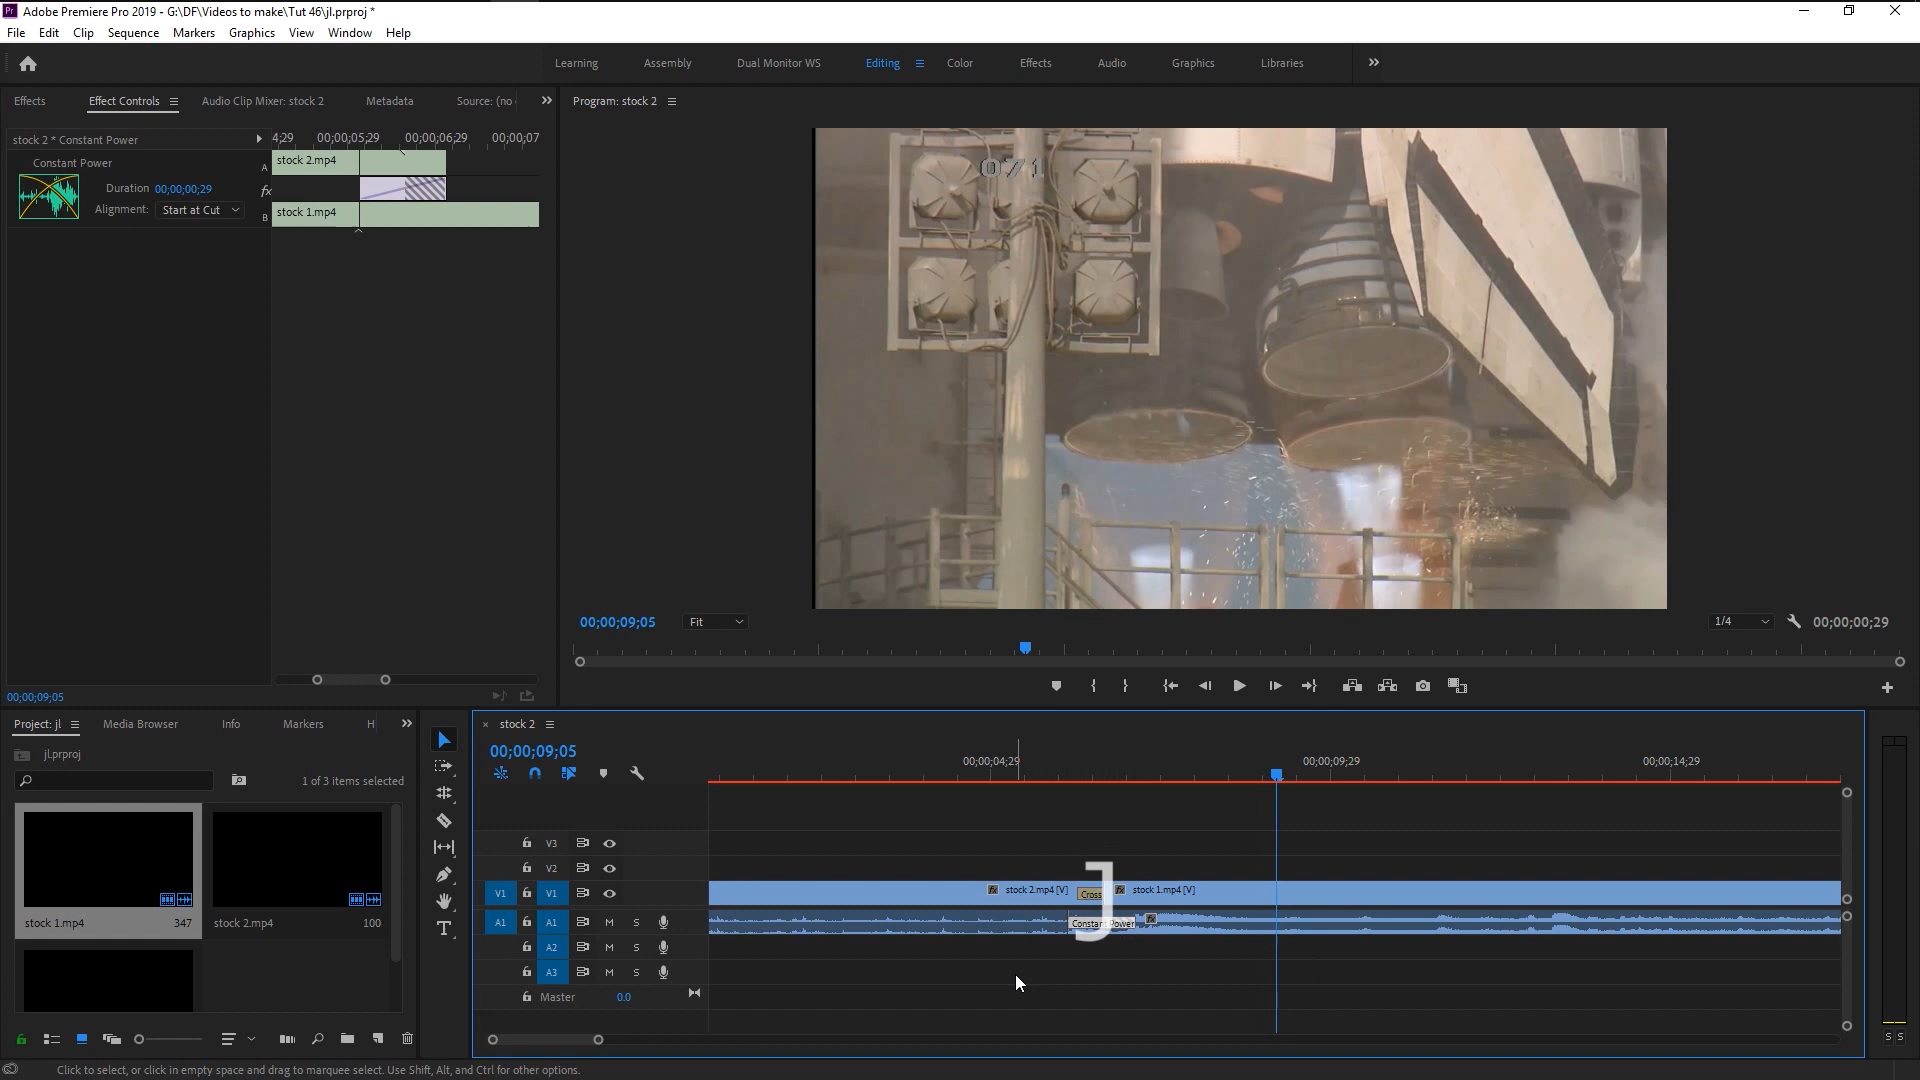 Adobe Premiere Pro 2019 - G:\DF\Videos to make\Tut 46\jl.prproj *
File Edit Clip Sequence Markers Graphics View Window Help
Learning Assembly Dual Monitor WS Editing Color Effects Audio Graphics Libraries
Effects Effect Controls Audio Clip Mixer: stock 2 Metadata Source: (no
Program: stock 2
stock 2 * Constant Power
4;29 00;00;05;29 00;00;06;29 00;00;07
Constant Power
A stock 2.mp4
Duration 00;00;00;29
fx
Alignment: Start at Cut
B stock 1.mp4
071
00;00;09;05 Fit 1/4 00;00;00;29
00;00;09;05
Project: jl Media Browser Info Markers H
jl.prproj
1 of 3 items selected
stock 1.mp4 347
stock 2.mp4 100
stock 2
00;00;09;05
00;00;04;29 00;00;09;29 00;00;14;29
V3
V2
V1 V1 fx stock 2.mp4 [V] Cross fx stock 1.mp4 [V]
J
A1 A1 M S Constant Power fx
A2 M S
A3 M S
Master 0.0
S S
Click to select, or click in empty space and drag to marquee select. Use Shift, Alt, and Ctrl for other options.